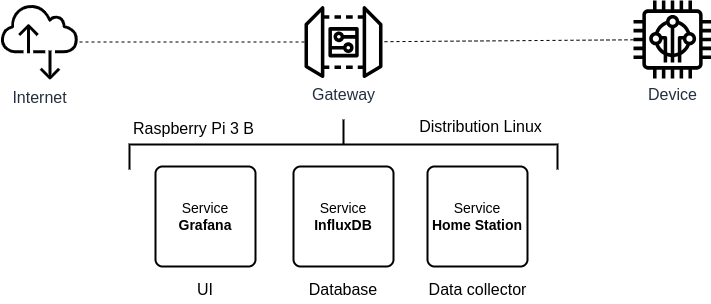 Internet
Gateway
Device
Raspberry Pi 3 B
Distribution Linux
Service
Grafana
Service
InfluxDB
Service
Home Station
UI
Database
Data collector